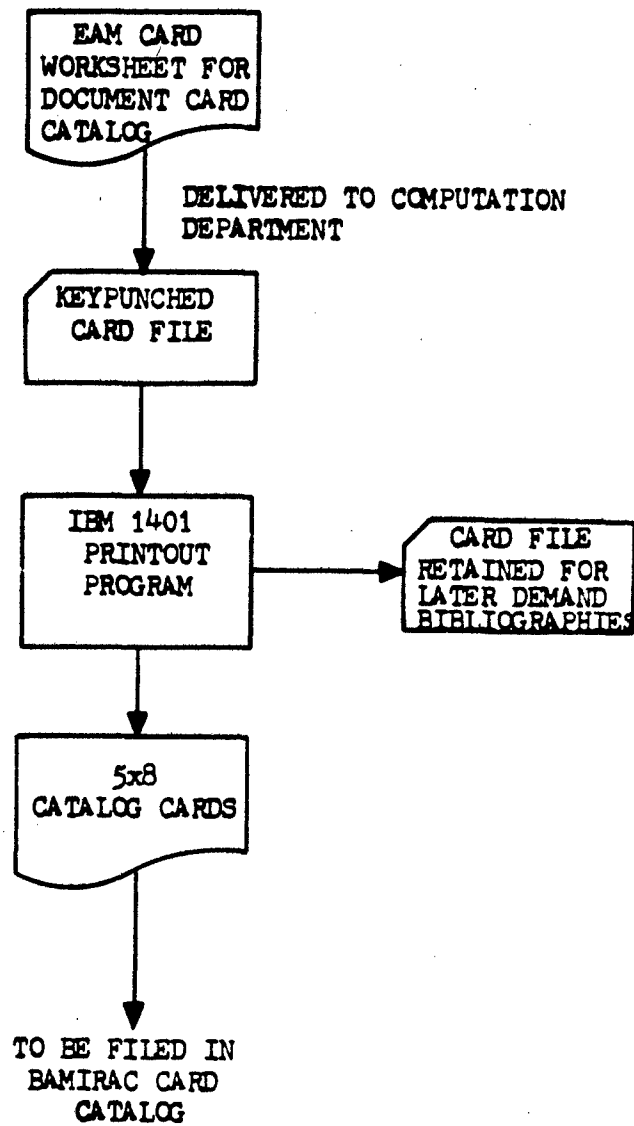 EAM CARD
WORKSHEET FOR
DOCUMENT CARD
CATALOG
DELIVERED TO COMPUTATION
DEPARTMENT
KEYPUNCHED
CARD FILE
IBM 1401
PRINTOUT
PROGRAM
CARD FILE
RETAINED FOR
LATER DEMAND
BIBLIOGRAPHIES
5x8
CATALOG CARDS
TO BE FILED IN
BAMIRAC CARD
CATALOG